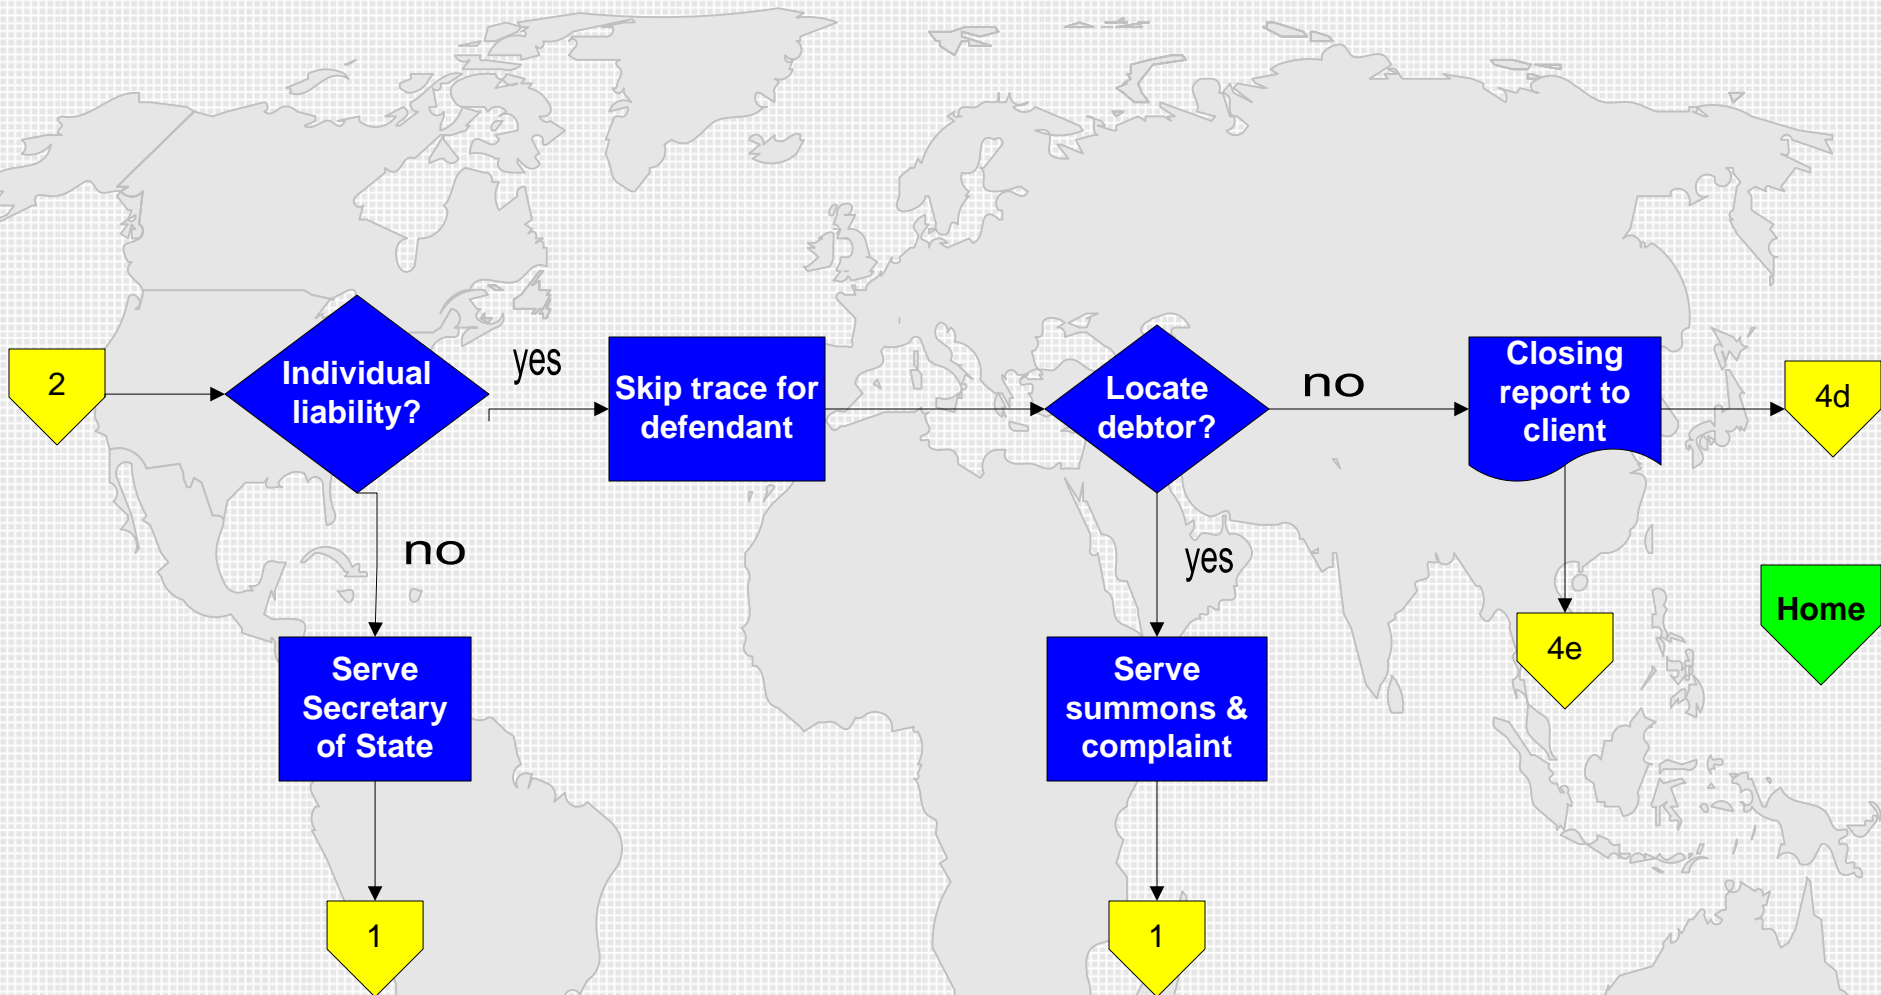 2
Individual
liability?
yes
Skip trace for
defendant
Locate
debtor?
no
Closing
report to
client
4d
no
yes
Home
4e
Serve
Secretary
of State
Serve
summons &
complaint
1
1